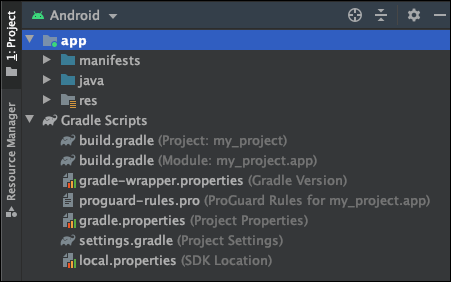 1: Project
Resource Manager
Android
app
manifests
java
res
Gradle Scripts
build.gradle (Project: my_project)
build.gradle (Module: my_project.app)
gradle-wrapper.properties (Gradle Version)
proguard-rules.pro (ProGuard Rules for my_project.app)
gradle.properties (Project Properties)
settings.gradle (Project Settings)
local.properties (SDK Location)